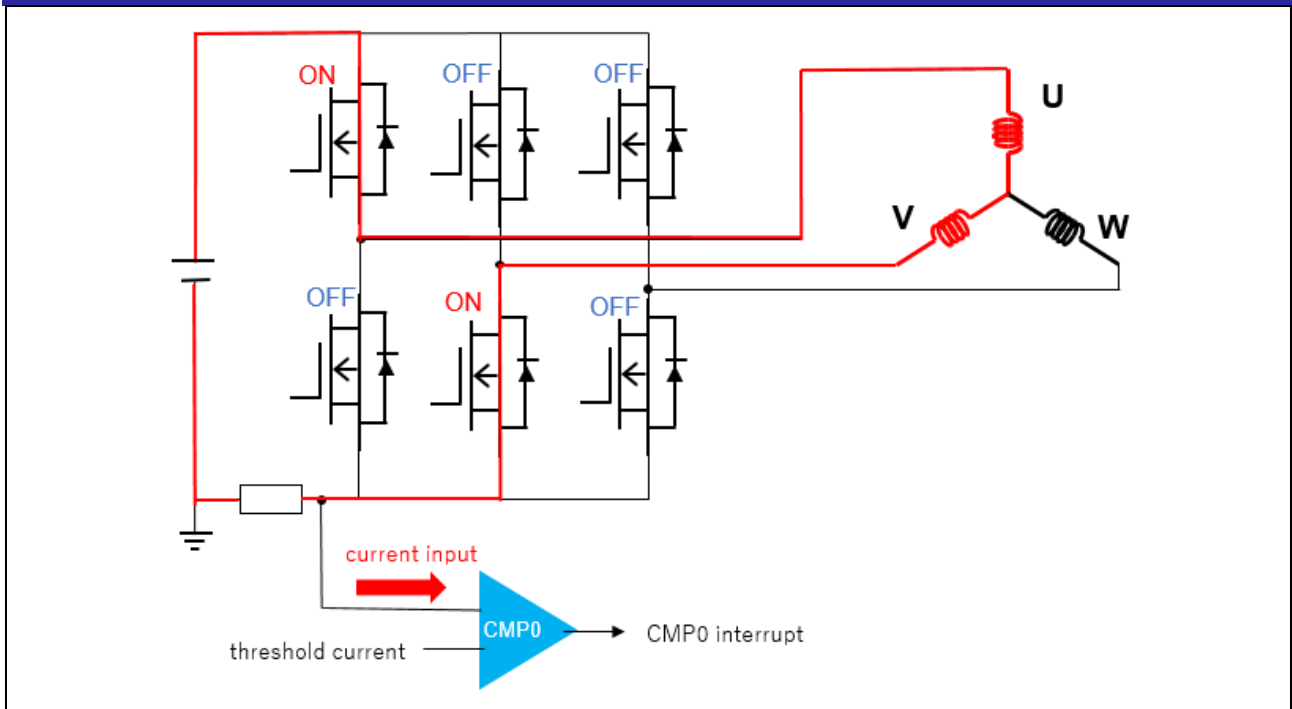 ON
OFF
OFF
U
V
W
OFF
ON
OFF
current input
CMP0
CMP0 interrupt
threshold current